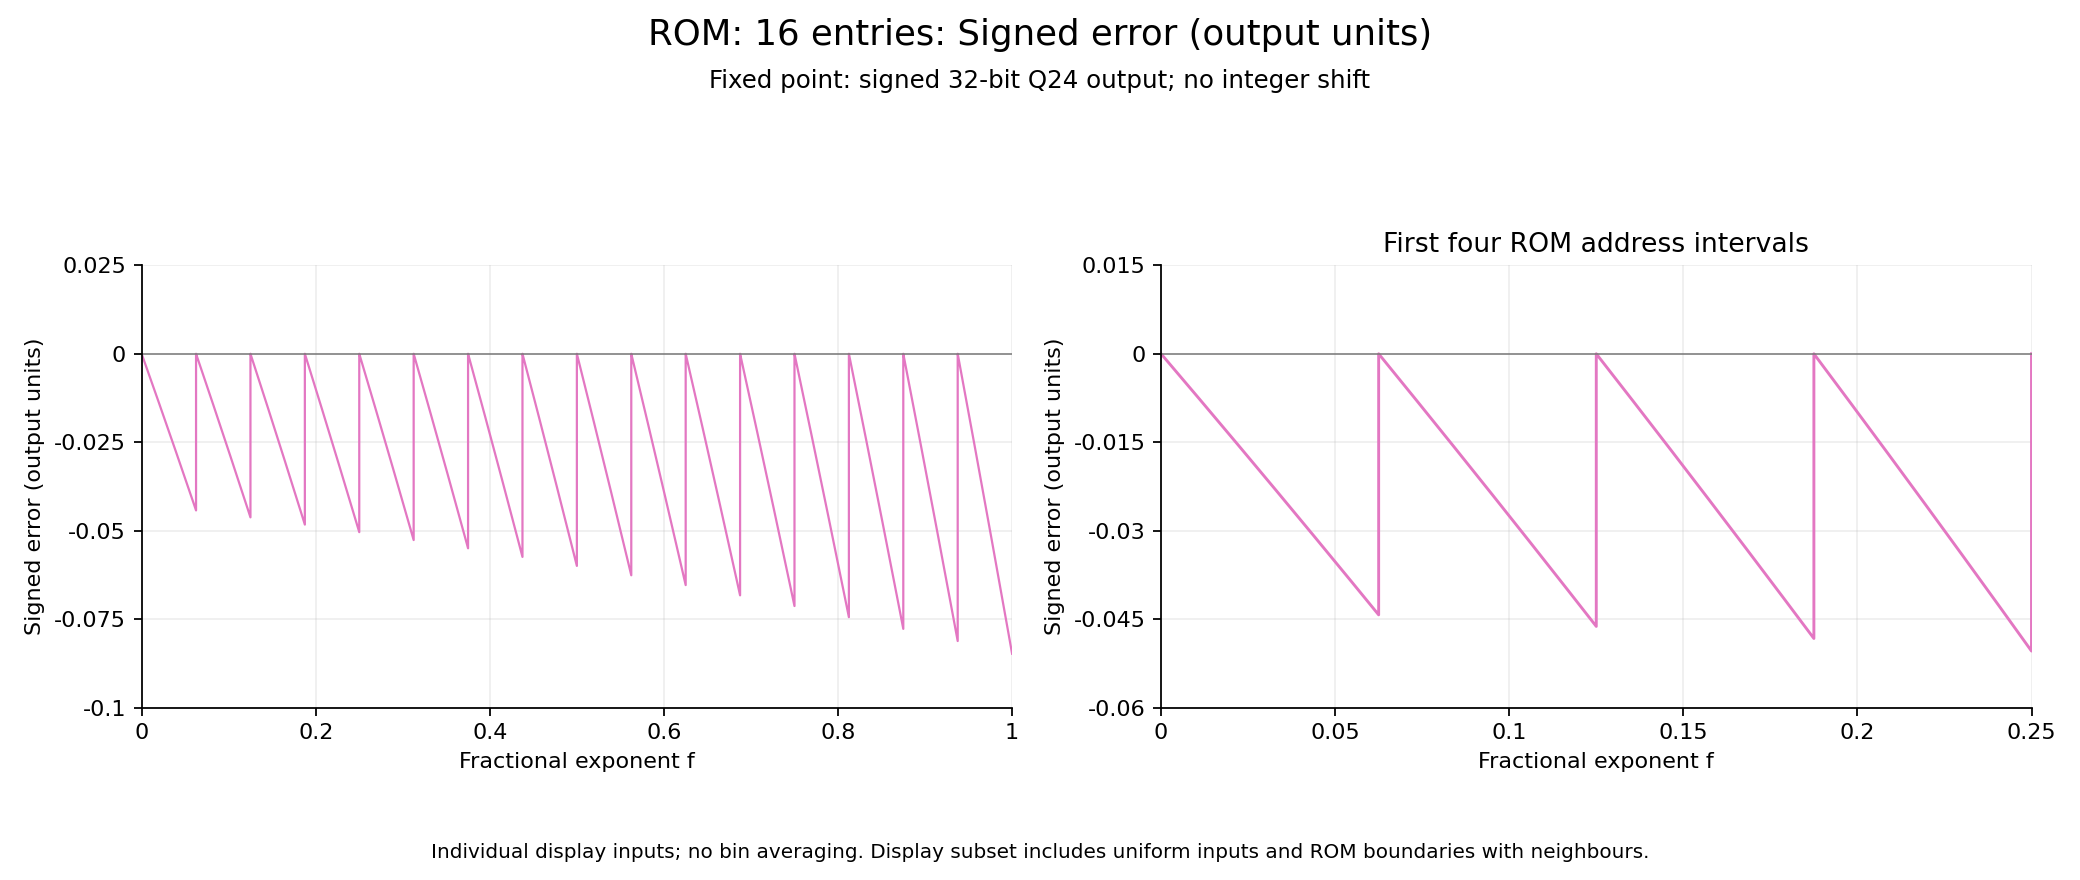 ROM: 16 entries: Signed error (output units)
Fixed point: signed 32-bit Q24 output; no integer shift
Signed error (output units)
0.025
0
-0.025
-0.05
-0.075
-0.1
0 0.2 0.4 0.6 0.8 1
Fractional exponent f
First four ROM address intervals
Signed error (output units)
0.015
0
-0.015
-0.03
-0.045
-0.06
0 0.05 0.1 0.15 0.2 0.25
Fractional exponent f
Individual display inputs; no bin averaging. Display subset includes uniform inputs and ROM boundaries with neighbours.